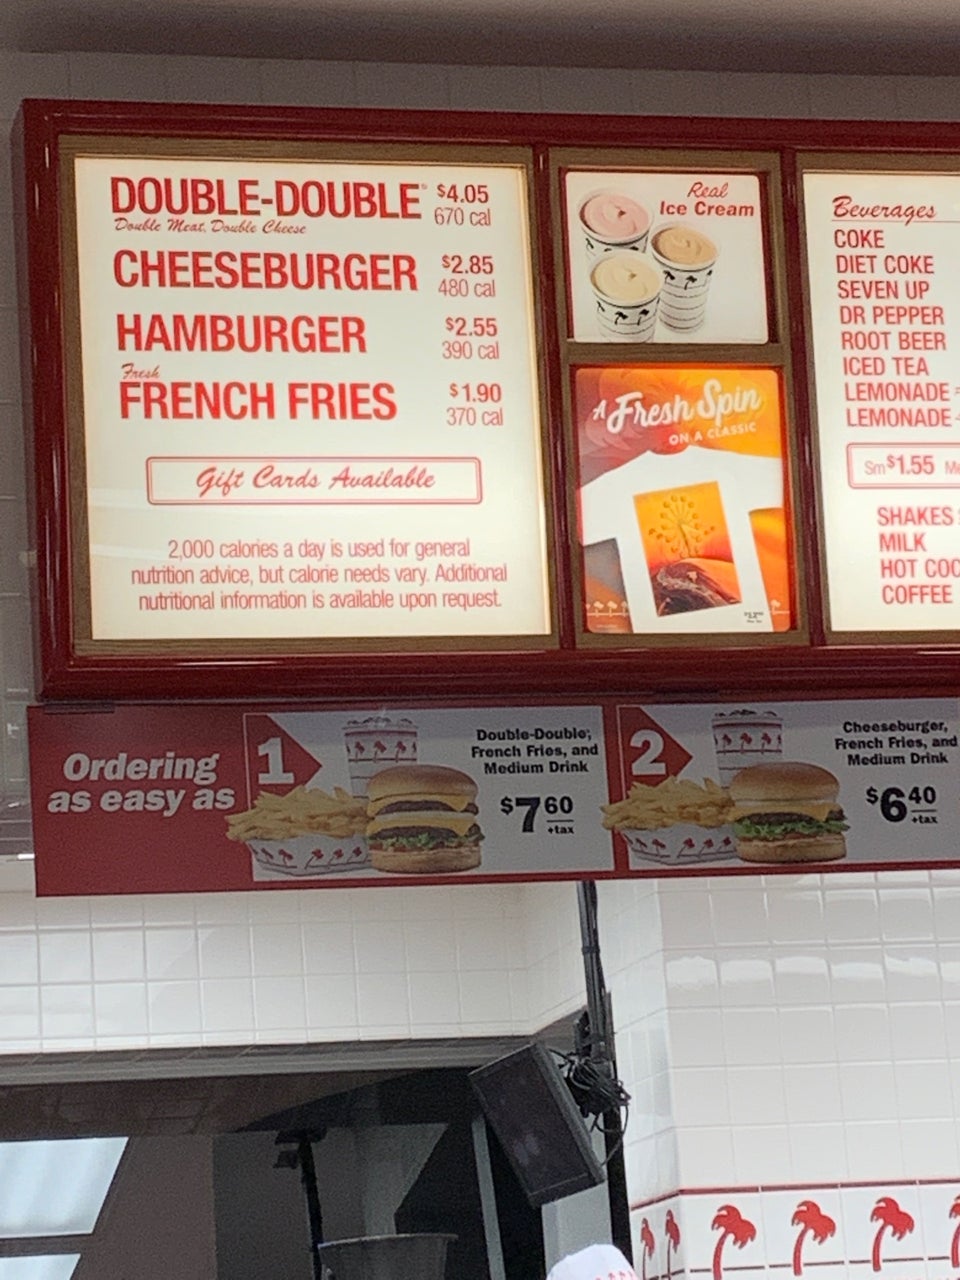 DOUBLE-DOUBLE® $4.05
Double Meat, Double Cheese 670 cal
CHEESEBURGER $2.85
480 cal
HAMBURGER $2.55
390 cal
Fresh
FRENCH FRIES $1.90
370 cal
Gift Cards Available
2,000 calories a day is used for general
nutrition advice, but calorie needs vary. Additional
nutritional information is available upon request.
Real
Ice Cream
A Fresh Spin
ON A CLASSIC
Beverages
COKE
DIET COKE
SEVEN UP
DR PEPPER
ROOT BEER
ICED TEA
LEMONADE
LEMONADE
Sm $1.55 Me
SHAKES
MILK
HOT COC
COFFEE
Ordering
as easy as
1
Double-Double,
French Fries, and
Medium Drink
$7 60
+tax
2
Cheeseburger,
French Fries, and
Medium Drink
$6 40
+tax